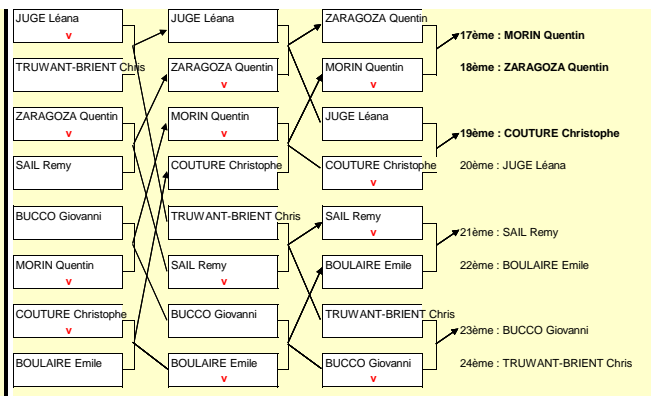 JUGE Léana
v
TRUWANT-BRIENT Chris
ZARAGOZA Quentin
v
SAIL Remy
BUCCO Giovanni
MORIN Quentin
v
COUTURE Christophe
v
BOULAIRE Emile
JUGE Léana
ZARAGOZA Quentin
v
MORIN Quentin
v
COUTURE Christophe
TRUWANT-BRIENT Chris
SAIL Remy
v
BUCCO Giovanni
BOULAIRE Emile
v
ZARAGOZA Quentin
MORIN Quentin
v
JUGE Léana
COUTURE Christophe
v
SAIL Remy
v
BOULAIRE Emile
TRUWANT-BRIENT Chris
BUCCO Giovanni
v
17ème : MORIN Quentin
18ème : ZARAGOZA Quentin
19ème : COUTURE Christophe
20ème : JUGE Léana
21ème : SAIL Remy
22ème : BOULAIRE Emile
23ème : BUCCO Giovanni
24ème : TRUWANT-BRIENT Chris